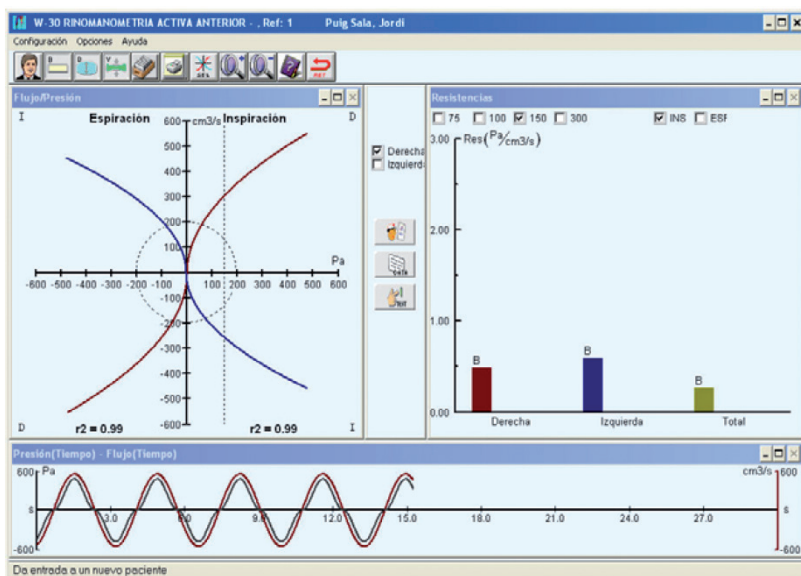 W-30 RINOMANOMETRIA ACTIVA ANTERIOR - , Ref: 1 Puig Sala, Jordi
Configuración Opciones Ayuda
Flujo/Presión
I Espiración cm3/s Inspiración D
600
500
400
300
200
100
Pa
-600 -500 -400 -300 -200 -100 0 100 200 300 400 500 600
-100
-200
-300
-400
-500
-600
D r2 = 0.99 r2 = 0.99 I
Derecha
Izquierda
DATA
Resistencias
75 100 150 300 INS ESF
3.00 Res(Pa/cm3/s)
2.00
1.00
0.00
B B B
Derecha Izquierda Total
Presión(Tiempo) - Flujo(Tiempo)
600 Pa cm3/s 600
s 3.0 6.0 9.0 12.0 15.0 18.0 21.0 24.0 27.0 s
-600 -600
Da entrada a un nuevo paciente